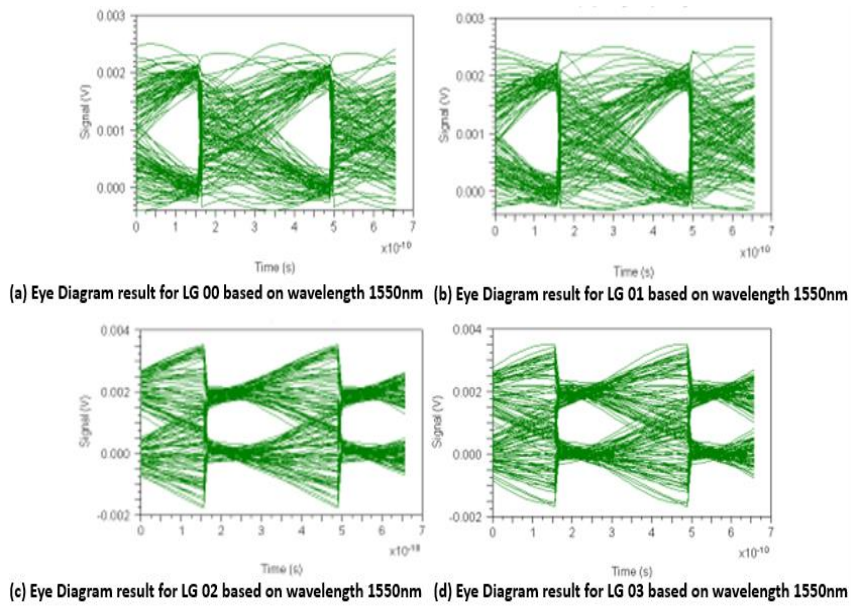 0.003
0.002
0.001
0.000
Signal (V)
0 1 2 3 4 5 6 7
x10-10
Time (s)
(a) Eye Diagram result for LG 00 based on wavelength 1550nm
0.003
0.002
0.001
0.000
Signal (V)
0 1 2 3 4 5 6 7
x10-10
Time (s)
(b) Eye Diagram result for LG 01 based on wavelength 1550nm
0.004
0.002
0.000
-0.002
Signal (V)
0 1 3 4 5 6 7
x10-10
Time (s)
(c) Eye Diagram result for LG 02 based on wavelength 1550nm
0.004
0.002
0.000
-0.002
Signal (V)
0 1 2 3 4 5 6 7
x10-10
Time (s)
(d) Eye Diagram result for LG 03 based on wavelength 1550nm